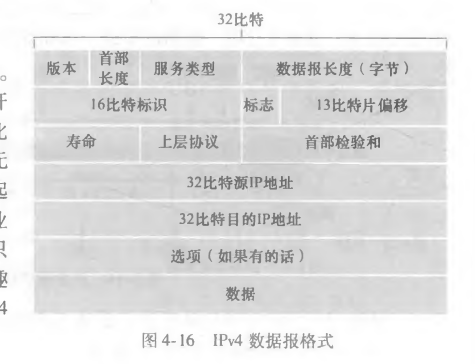 32比特
版本 首部长度 服务类型 数据报长度（字节）
16比特标识 标志 13比特片偏移
寿命 上层协议 首部检验和
32比特源IP地址
32比特目的IP地址
选项（如果有的话）
数据
图 4-16 IPv4 数据报格式